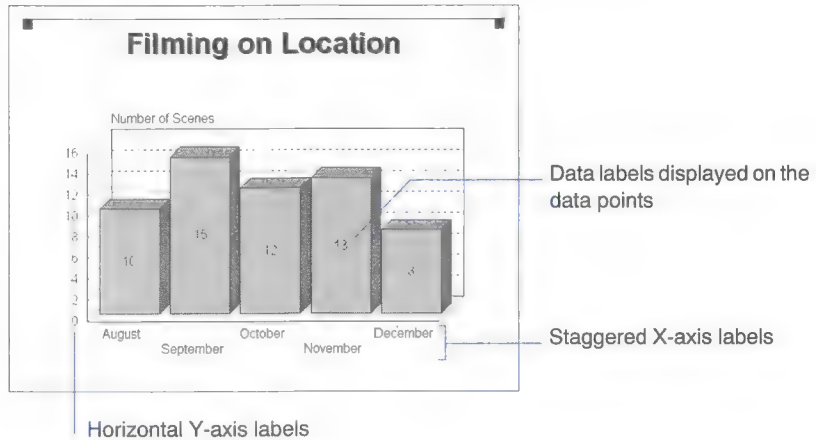 Filming on Location
Number of Scenes
16
14
12
10
8
6
4
2
0
10
15
12
13
8
August
September
October
November
December
Data labels displayed on the
data points
Staggered X-axis labels
Horizontal Y-axis labels